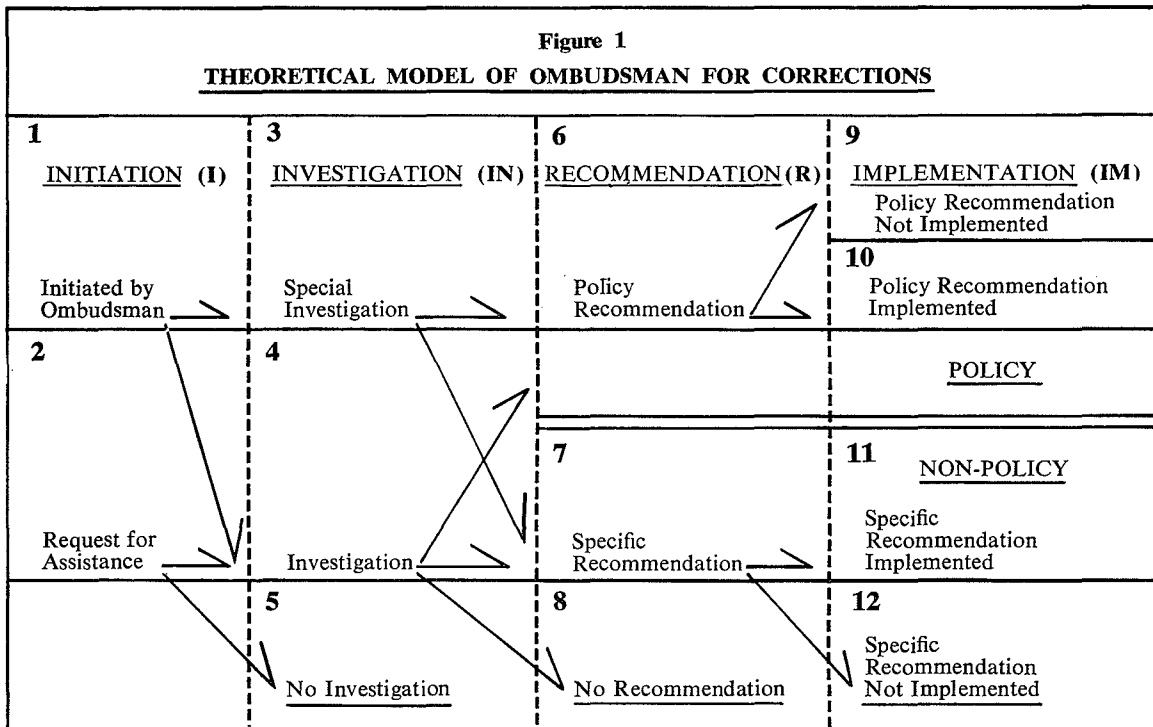 Figure 1
THEORETICAL MODEL OF OMBUDSMAN FOR CORRECTIONS
1
INITIATION (I)
Initiated by
Ombudsman
2
Request for
Assistance
3
INVESTIGATION (IN)
Special
Investigation
4
Investigation
5
No Investigation
6
RECOMMENDATION (R)
Policy
Recommendation
7
Specific
Recommendation
8
No Recommendation
9
IMPLEMENTATION (IM)
Policy Recommendation
Not Implemented
10
Policy Recommendation
Implemented
POLICY
11
NON-POLICY
Specific
Recommendation
Implemented
12
Specific
Recommendation
Not Implemented